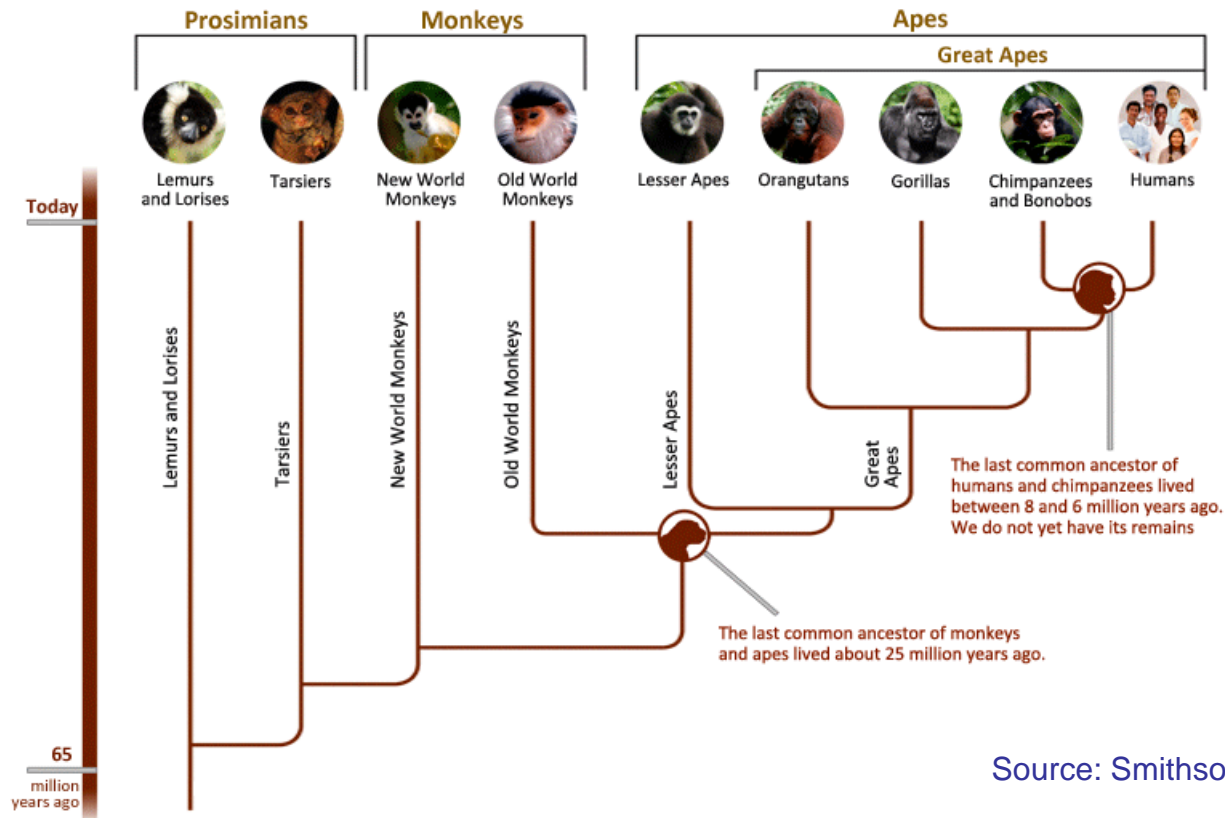 Prosimians
Monkeys
Apes
Great Apes
Lemurs
and Lorises
Tarsiers
New World
Monkeys
Old World
Monkeys
Lesser Apes
Orangutans
Gorillas
Chimpanzees
and Bonobos
Humans
Today
Lemurs and Lorises
Tarsiers
New World Monkeys
Old World Monkeys
Lesser Apes
Great
Apes
The last common ancestor of
humans and chimpanzees lived
between 8 and 6 million years ago.
We do not yet have its remains
The last common ancestor of monkeys
and apes lived about 25 million years ago.
65
million
years ago
Source: Smithso